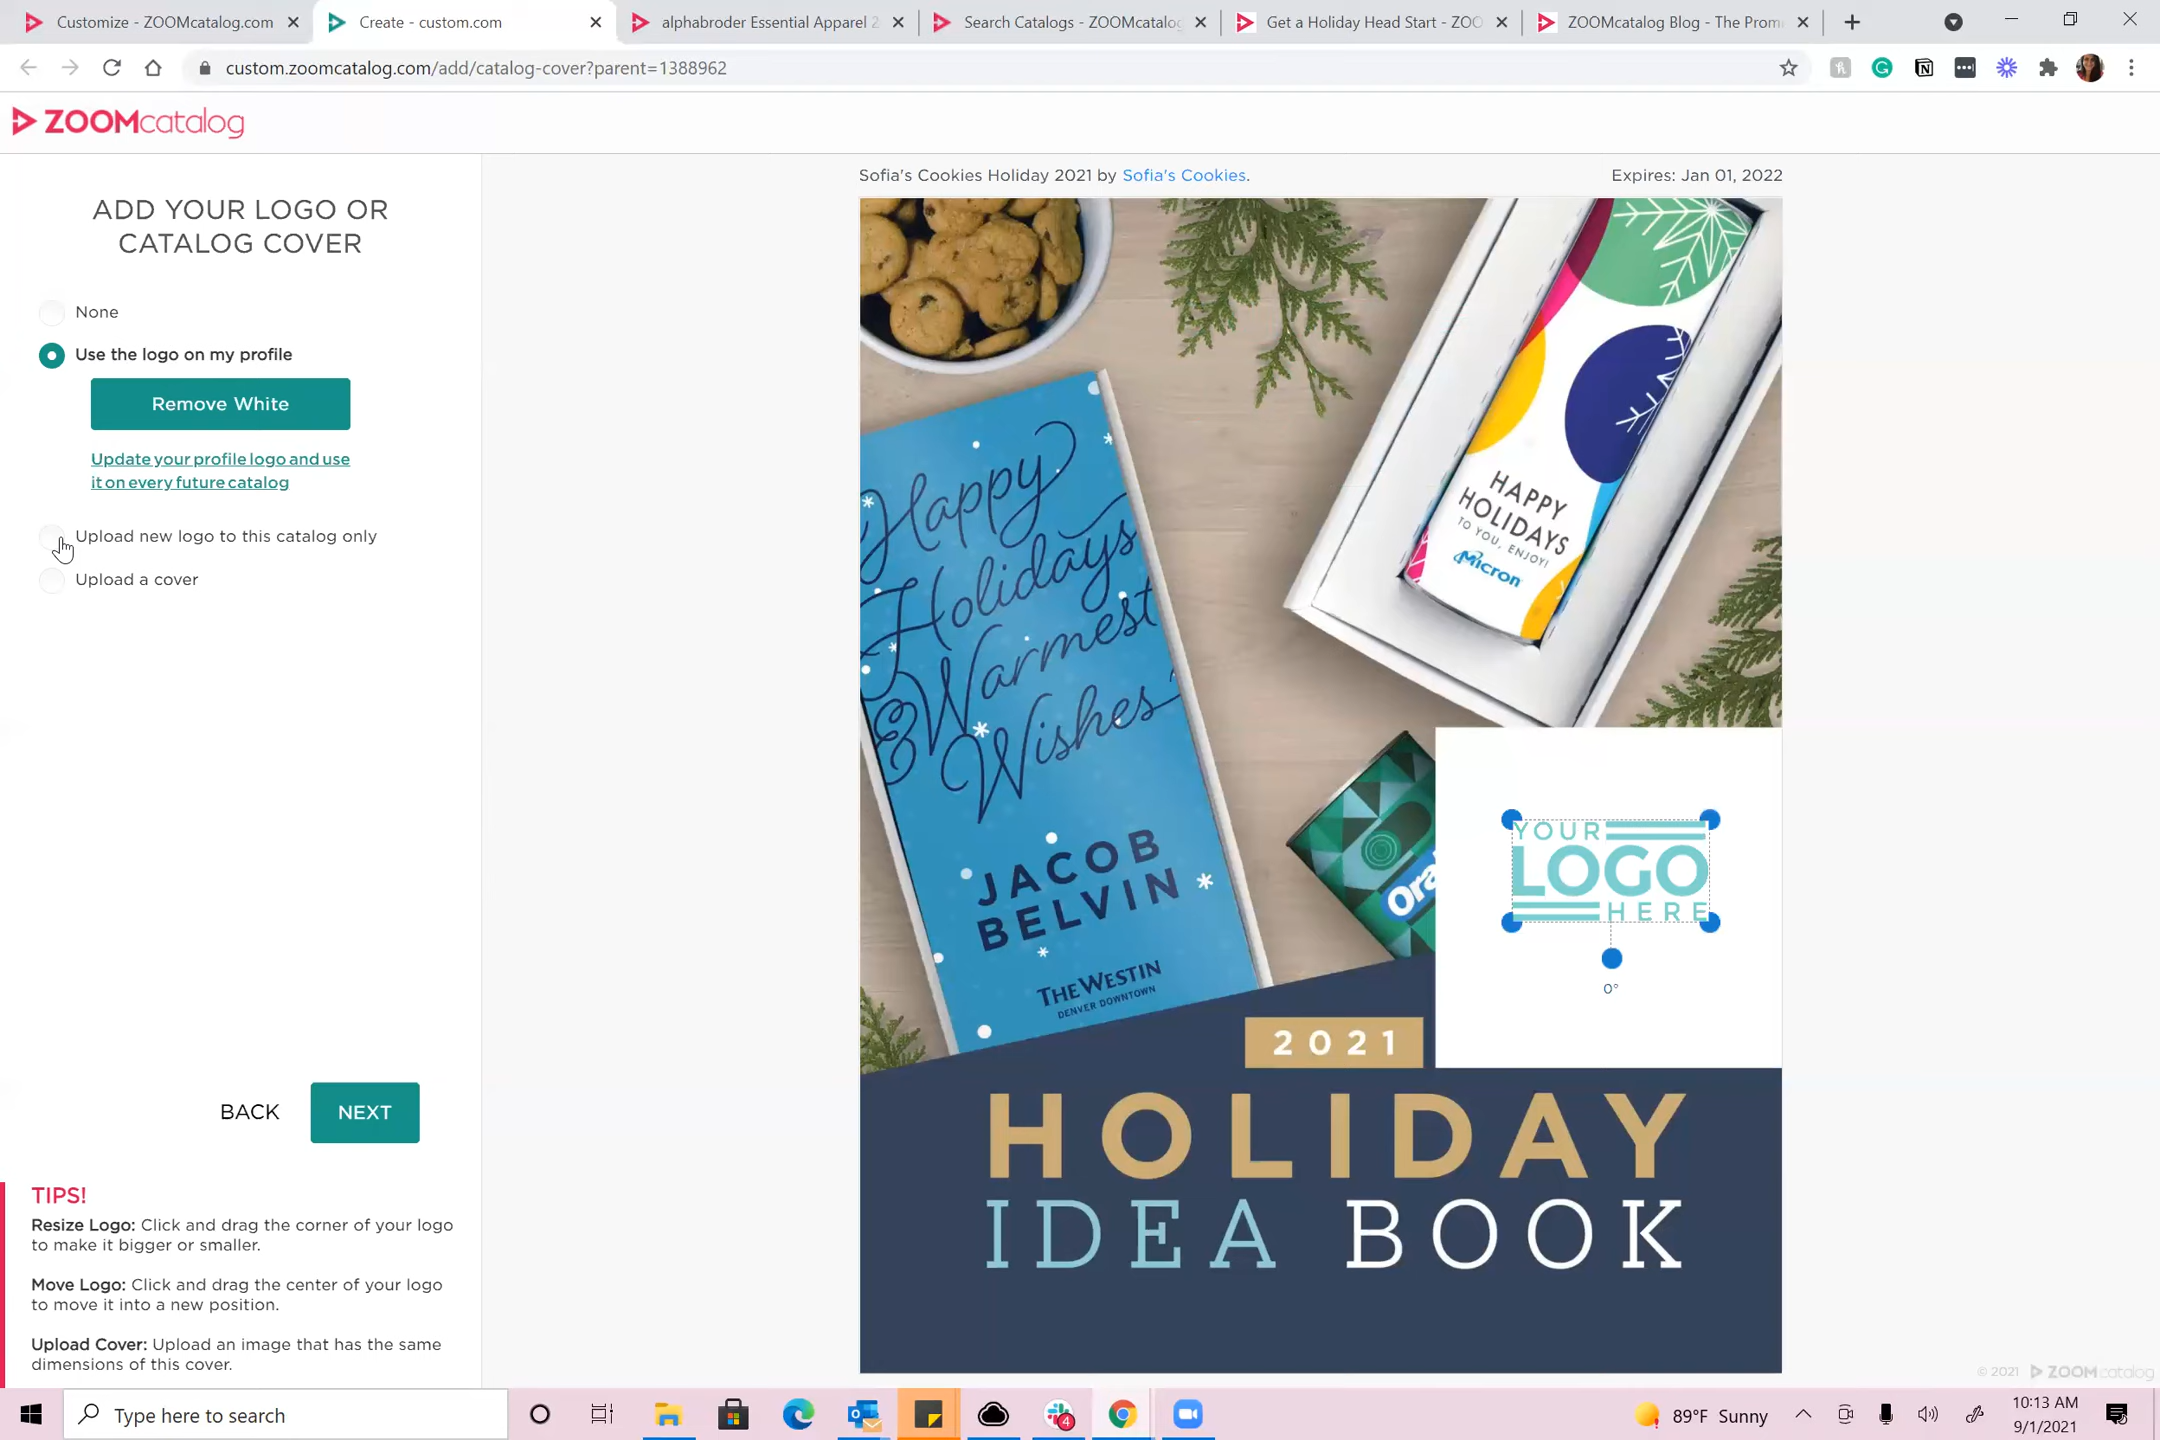 Customize - ZOOMcatalog.com
Create - custom.com
alphabroder Essential Apparel 2
Search Catalogs - ZOOMcatalog
Get a Holiday Head Start - ZOO
ZOOMcatalog Blog - The Prom
custom.zoomcatalog.com/add/catalog-cover?parent=1388962
ZOOMcatalog
ADD YOUR LOGO OR
CATALOG COVER
None
Use the logo on my profile
Remove White
Update your profile logo and use
it on every future catalog
Upload new logo to this catalog only
Upload a cover
BACK
NEXT
TIPS!
Resize Logo: Click and drag the corner of your logo
to make it bigger or smaller.
Move Logo: Click and drag the center of your logo
to move it into a new position.
Upload Cover: Upload an image that has the same
dimensions of this cover.
Sofia's Cookies Holiday 2021 by Sofia's Cookies.
Expires: Jan 01, 2022
Happy
Holidays
& Warmest
Wishes
JACOB
BELVIN
THE WESTIN
DENVER DOWNTOWN
HAPPY
HOLIDAYS
TO YOU, ENJOY!
Micron
Ora
YOUR
LOGO
HERE
0°
2021
HOLIDAY
IDEA BOOK
© 2021 ZOOMcatalog
Type here to search
4
89°F Sunny
10:13 AM
9/1/2021